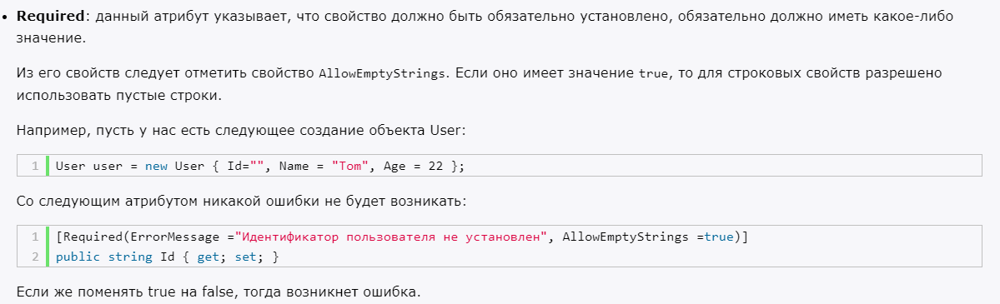 • Required: данный атрибут указывает, что свойство должно быть обязательно установлено, обязательно должно иметь какое-либо
значение.
Из его свойств следует отметить свойство AllowEmptyStrings. Если оно имеет значение true, то для строковых свойств разрешено
использовать пустые строки.
Например, пусть у нас есть следующее создание объекта User:
1 User user = new User { Id="", Name = "Tom", Age = 22 };
Со следующим атрибутом никакой ошибки не будет возникать:
1 [Required(ErrorMessage ="Идентификатор пользователя не установлен", AllowEmptyStrings =true)]
2 public string Id { get; set; }
Если же поменять true на false, тогда возникнет ошибка.